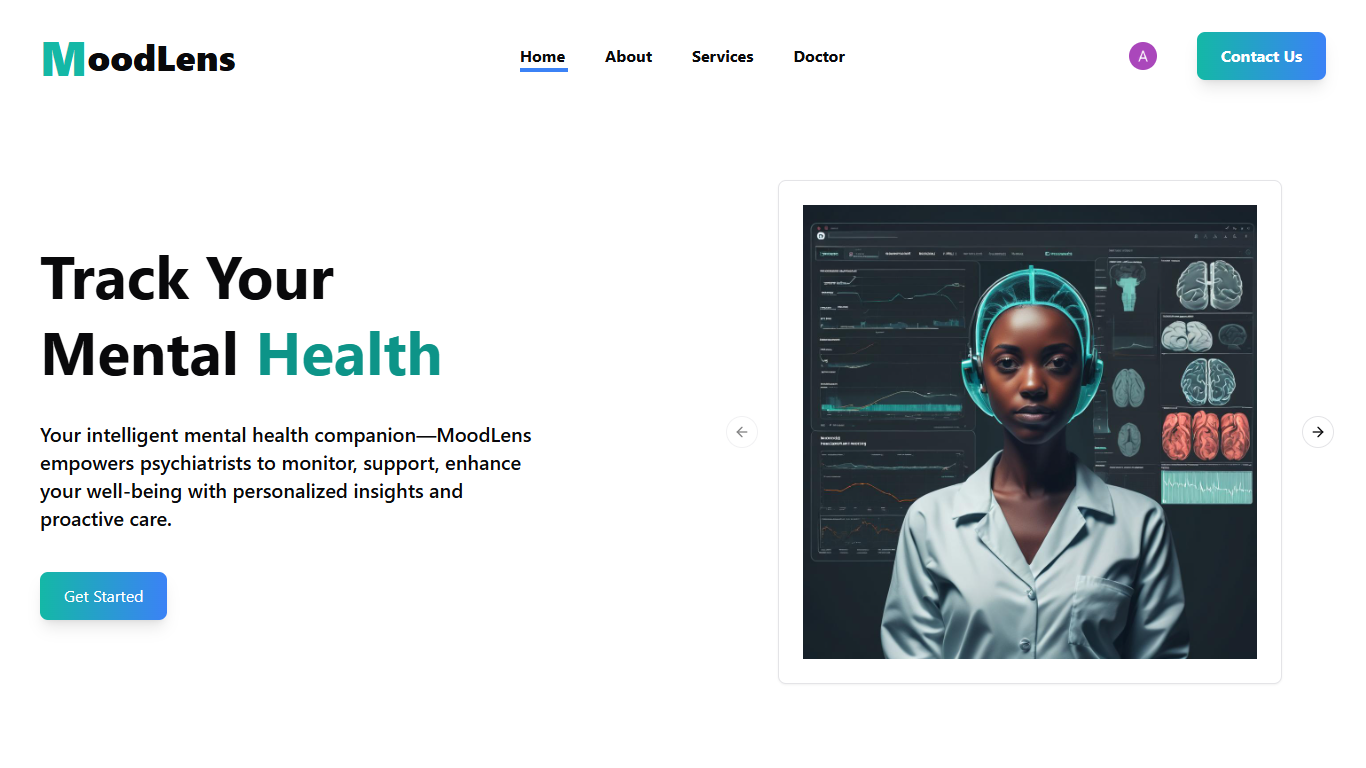 MoodLens
Home
About
Services
Doctor
A
Contact Us
Track Your
Mental Health
Your intelligent mental health companion—MoodLens
empowers psychiatrists to monitor, support, enhance
your well-being with personalized insights and
proactive care.
Get Started